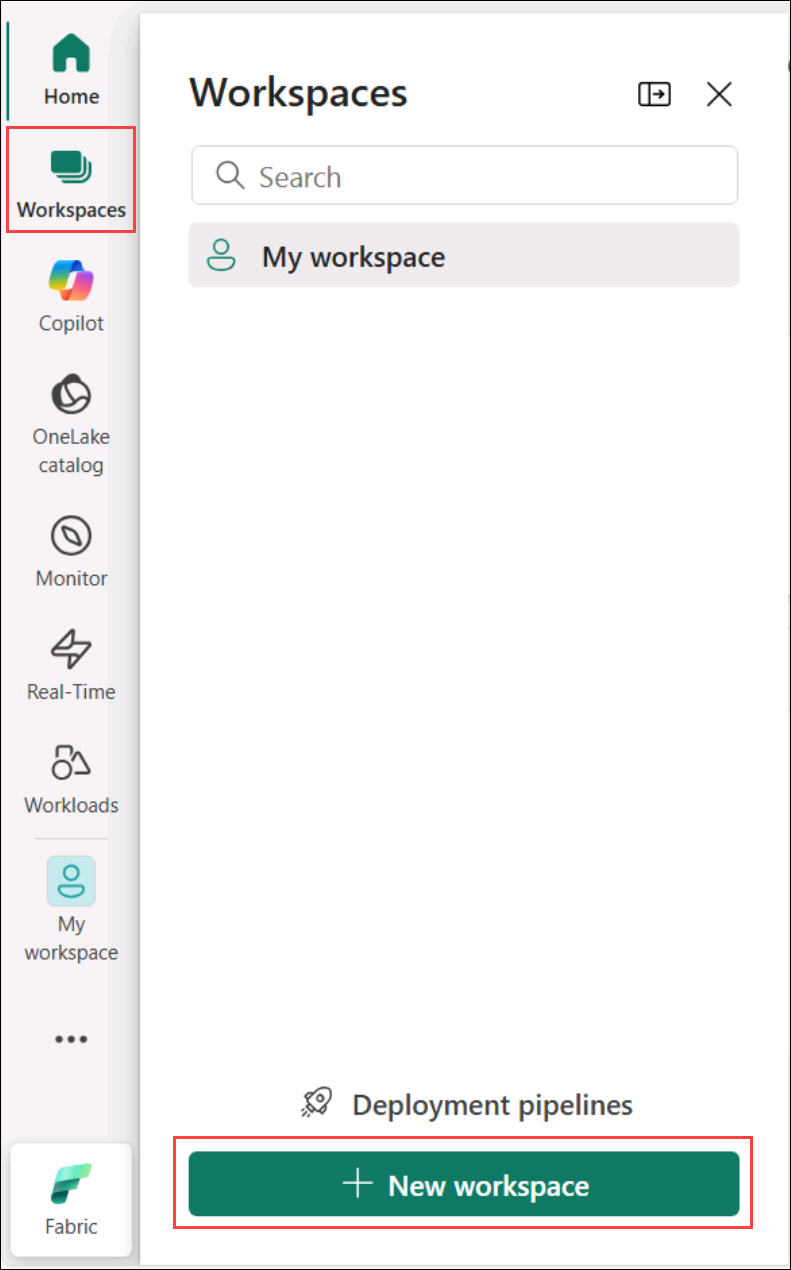 Home
Workspaces
Copilot
OneLake
catalog
Monitor
Real-Time
Workloads
My
workspace
Fabric
Workspaces
Search
My workspace
Deployment pipelines
New workspace